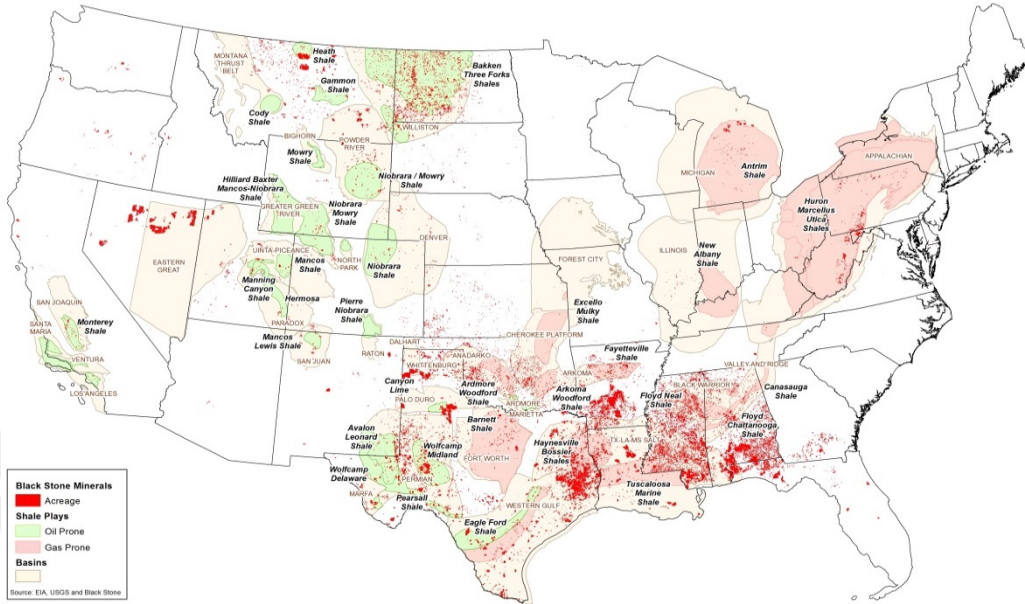 MONTANA
THRUST
BELT
Heath
Shale
Gammon
Shale
Bakken
Three Forks
Shales
Cody
Shale
WILLISTON
BIGHORN
POWDER
RIVER
Mowry
Shale
Niobrara / Mowry
Shale
Hilliard Baxter
Mancos-Niobrara
Shale
GREATER GREEN
RIVER
Niobrara
Mowry
Shale
MICHIGAN
Antrim
Shale
APPALACHIAN
Huron
Marcellus
Utica
Shales
EASTERN
GREAT
UINTA-PICEANCE
Mancos
Shale
NORTH
PARK
Niobrara
Shale
DENVER
FOREST CITY
ILLINOIS
New
Albany
Shale
Manning
Canyon
Shale
Hermosa
PARADOX
Pierre
Niobrara
Shale
Excello
Mulky
Shale
SAN JOAQUIN
SANTA
MARIA
Monterey
Shale
VENTURA
LOS ANGELES
Mancos
Lewis Shale
SAN JUAN
RATON
DALHART
CHEROKEE PLATFORM
Fayetteville
Shale
VALLEY AND RIDGE
ANADARKO
WHITTENBURG
Canyon
Lime
PALO DURO
Ardmore
Woodford
Shale
ARDMORE
MARIETTA
ARKOMA
Arkoma
Woodford
Shale
BLACK WARRIOR
Floyd Neal
Shale
Canasauga
Shale
Floyd
Chattanooga
Shale
Barnett
Shale
FORT WORTH
Avalon
Leonard
Shale
Wolfcamp
Midland
Haynesville
Bossier
Shales
TX-LA-MS SALT
Wolfcamp
Delaware
PERMIAN
MARFA
Pearsall
Shale
WESTERN GULF
Tuscaloosa
Marine
Shale
Eagle Ford
Shale
Black Stone Minerals
Acreage
Shale Plays
Oil Prone
Gas Prone
Basins
Source: EIA, USGS and Black Stone